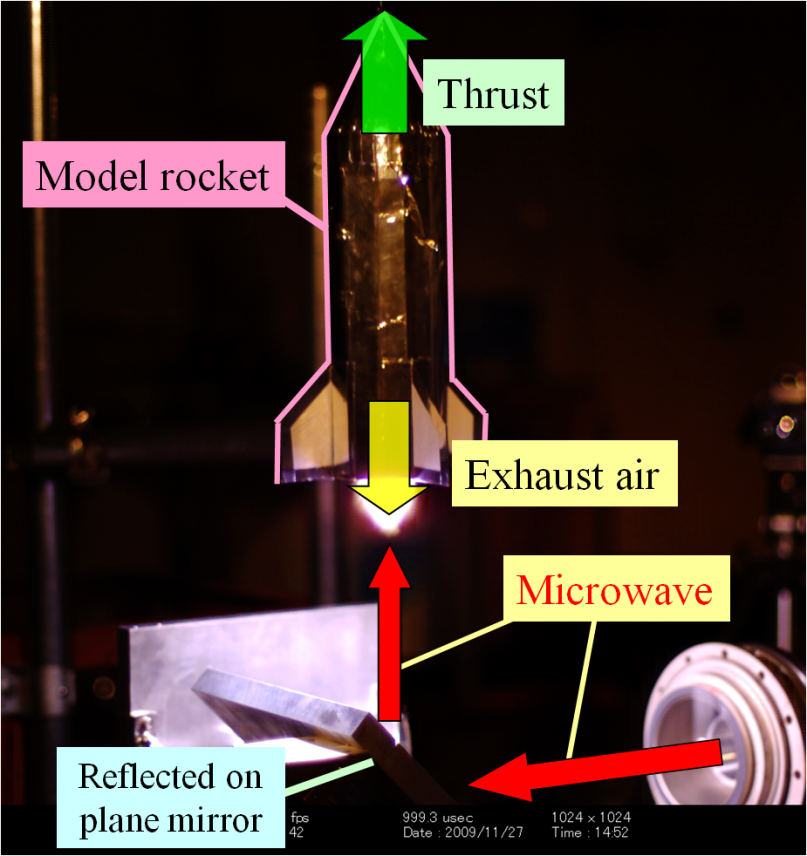 Thrust
Model rocket
Exhaust air
Microwave
Reflected on
plane mirror
fps 999.3 usec 1024 x 1024
42 Date : 2009/11/27 Time : 14:52